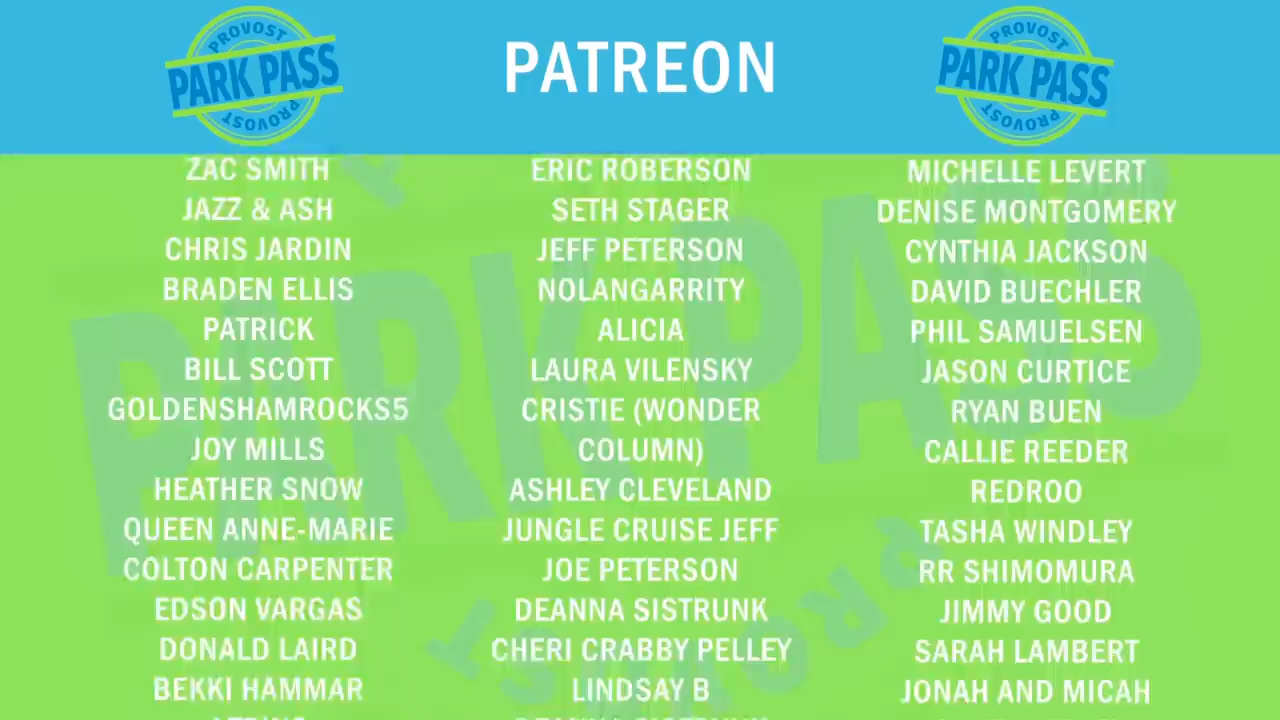 PROVOST
PARK PASS
PROVOST
PATREON
PROVOST
PARK PASS
PROVOST
ZAC SMITH
JAZZ & ASH
CHRIS JARDIN
BRADEN ELLIS
PATRICK
BILL SCOTT
GOLDENSHAMROCKS5
JOY MILLS
HEATHER SNOW
QUEEN ANNE-MARIE
COLTON CARPENTER
EDSON VARGAS
DONALD LAIRD
BEKKI HAMMAR
ERIC ROBERSON
SETH STAGER
JEFF PETERSON
NOLANGARRITY
ALICIA
LAURA VILENSKY
CRISTIE (WONDER
COLUMN)
ASHLEY CLEVELAND
JUNGLE CRUISE JEFF
JOE PETERSON
DEANNA SISTRUNK
CHERI CRABBY PELLEY
LINDSAY B
MICHELLE LEVERT
DENISE MONTGOMERY
CYNTHIA JACKSON
DAVID BUECHLER
PHIL SAMUELSEN
JASON CURTICE
RYAN BUEN
CALLIE REEDER
REDROO
TASHA WINDLEY
RR SHIMOMURA
JIMMY GOOD
SARAH LAMBERT
JONAH AND MICAH
PARK PASS
PROVOST